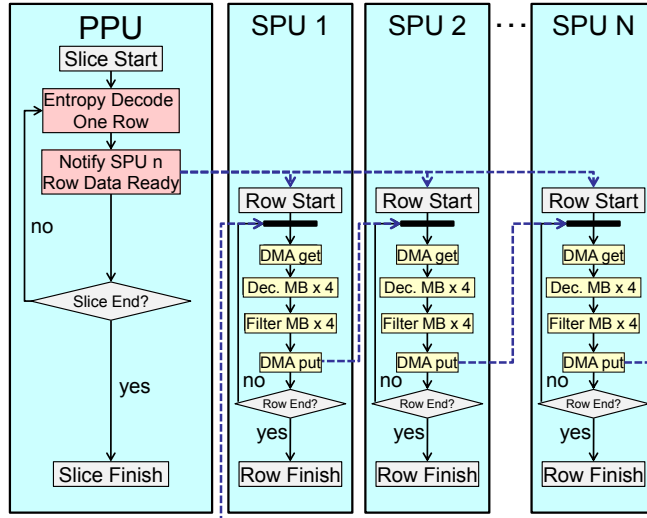 PPU
Slice Start
Entropy Decode
One Row
Notify SPU n
Row Data Ready
no
Slice End?
yes
Slice Finish
SPU 1
Row Start
DMA get
Dec. MB x 4
Filter MB x 4
DMA put
no
Row End?
yes
Row Finish
SPU 2
Row Start
DMA get
Dec. MB x 4
Filter MB x 4
DMA put
no
Row End?
yes
Row Finish
...
SPU N
Row Start
DMA get
Dec. MB x 4
Filter MB x 4
DMA put
no
Row End?
yes
Row Finish